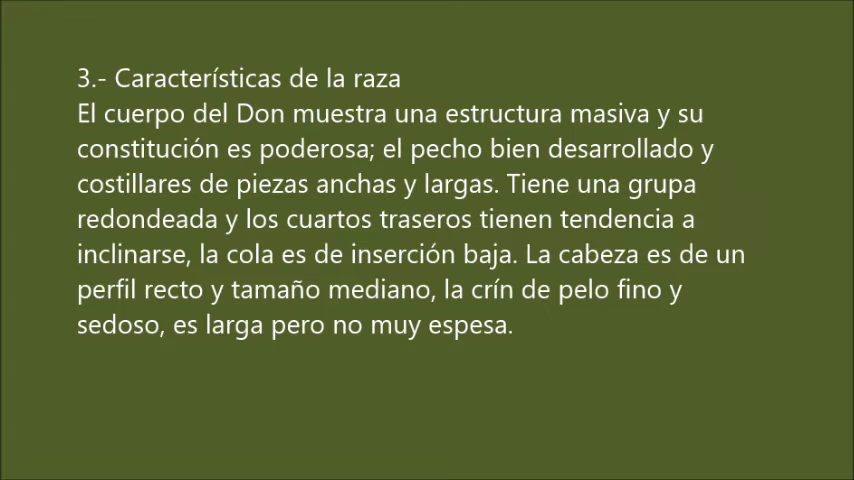 3.- Características de la raza
El cuerpo del Don muestra una estructura masiva y su
constitución es poderosa; el pecho bien desarrollado y
costillares de piezas anchas y largas. Tiene una grupa
redondeada y los cuartos traseros tienen tendencia a
inclinarse, la cola es de inserción baja. La cabeza es de un
perfil recto y tamaño mediano, la crín de pelo fino y
sedoso, es larga pero no muy espesa.